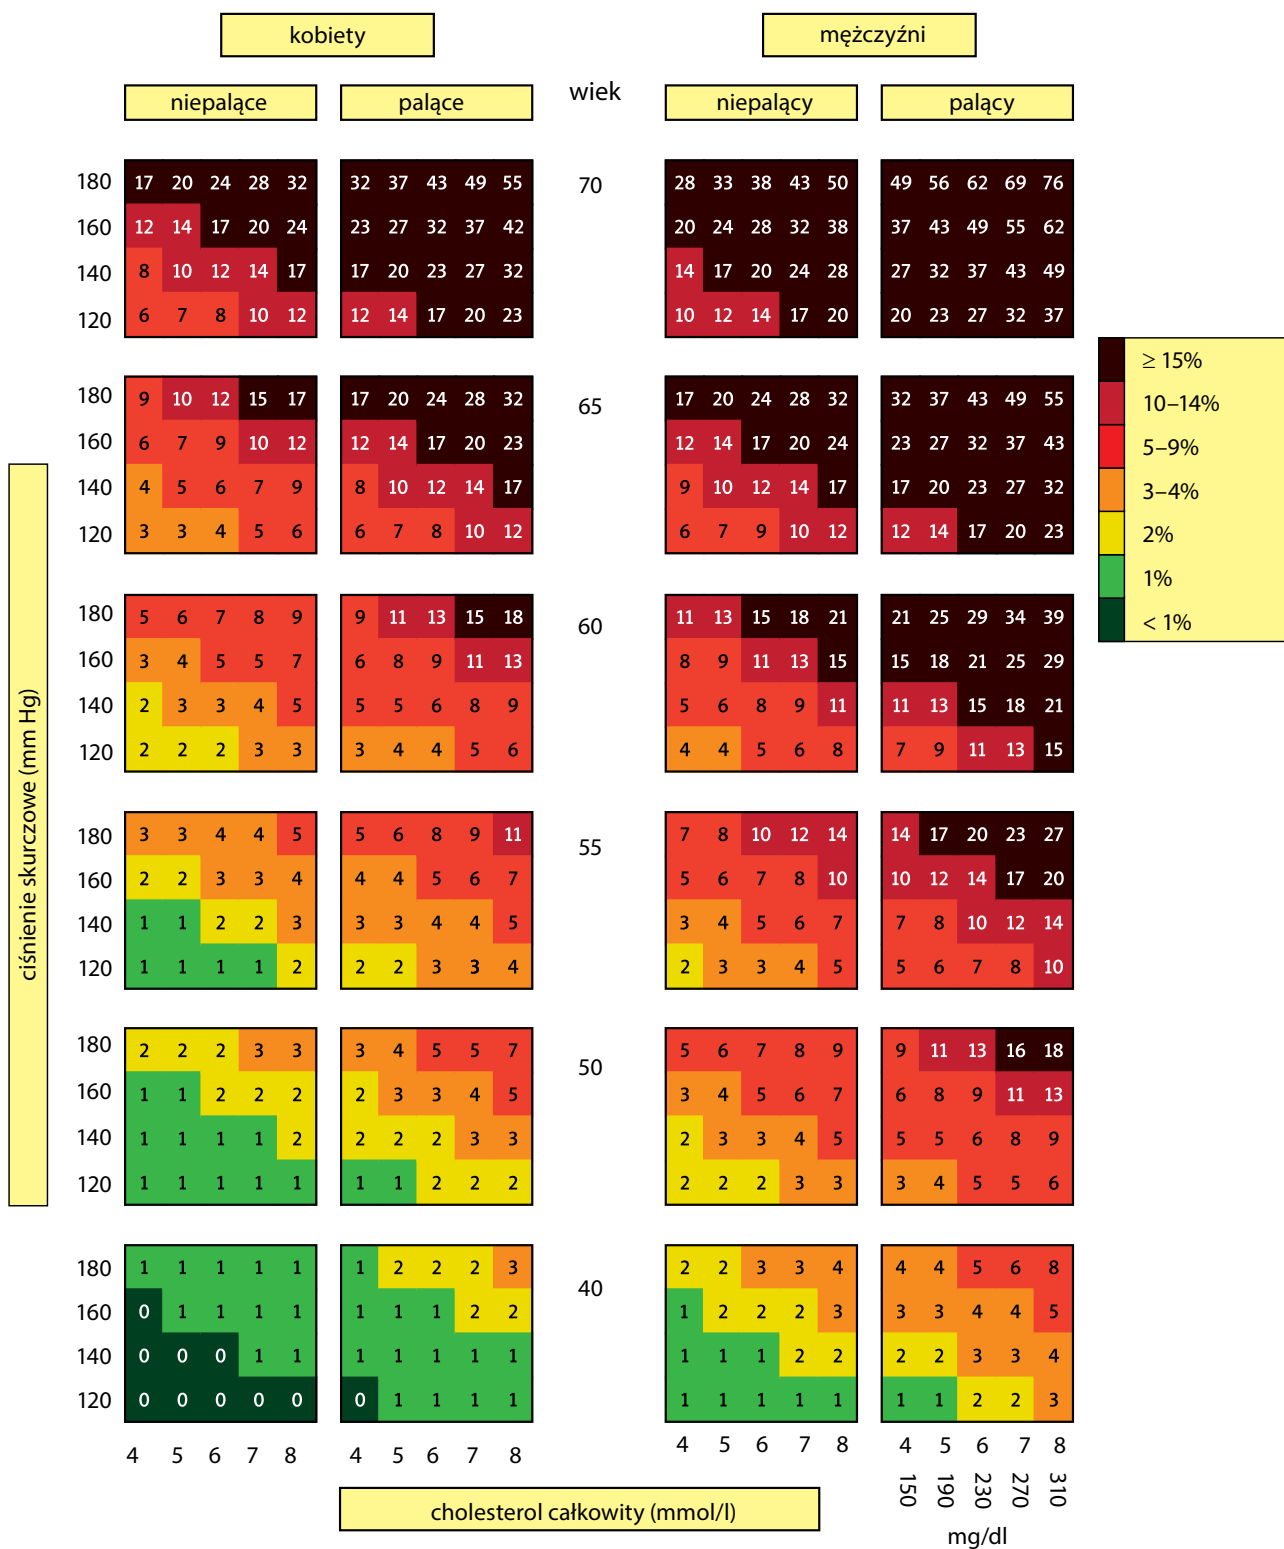 kobiety mężczyźni
niepalące palące wiek niepalący palący
180 17 20 24 28 32 32 37 43 49 55 70 28 33 38 43 50 49 56 62 69 76
160 12 14 17 20 24 23 27 32 37 42 20 24 28 32 38 37 43 49 55 62
140 8 10 12 14 17 17 20 23 27 32 14 17 20 24 28 27 32 37 43 49
120 6 7 8 10 12 12 14 17 20 23 10 12 14 17 20 20 23 27 32 37
180 9 10 12 15 17 17 20 24 28 32 65 17 20 24 28 32 32 37 43 49 55
160 6 7 9 10 12 12 14 17 20 23 12 14 17 20 24 23 27 32 37 43
140 4 5 6 7 9 8 10 12 14 17 9 10 12 14 17 17 20 23 27 32
120 3 3 4 5 6 6 7 8 10 12 6 7 9 10 12 12 14 17 20 23
180 5 6 7 8 9 9 11 13 15 18 60 11 13 15 18 21 21 25 29 34 39
160 3 4 5 5 7 6 8 9 11 13 8 9 11 13 15 15 18 21 25 29
140 2 3 3 4 5 5 5 6 8 9 5 6 8 9 11 11 13 15 18 21
120 2 2 2 3 3 3 4 4 5 6 4 4 5 6 8 7 9 11 13 15
180 3 3 4 4 5 5 6 8 9 11 55 7 8 10 12 14 14 17 20 23 27
160 2 2 3 3 4 4 4 5 6 7 5 6 7 8 10 10 12 14 17 20
140 1 1 2 2 3 3 3 4 4 5 3 4 5 6 7 7 8 10 12 14
120 1 1 1 1 2 2 2 3 3 4 2 3 3 4 5 5 6 7 8 10
180 2 2 2 3 3 3 4 5 5 7 50 5 6 7 8 9 9 11 13 16 18
160 1 1 2 2 2 2 3 3 4 5 3 4 5 6 7 6 8 9 11 13
140 1 1 1 1 2 2 2 2 3 3 2 3 3 4 5 5 5 6 8 9
120 1 1 1 1 1 1 1 2 2 2 2 2 2 3 3 3 4 5 5 6
180 1 1 1 1 1 1 2 2 2 3 40 2 2 3 3 4 4 4 5 6 8
160 0 1 1 1 1 1 1 1 2 2 1 2 2 2 3 3 3 4 4 5
140 0 0 0 1 1 1 1 1 1 1 1 1 1 2 2 2 2 3 3 4
120 0 0 0 0 0 0 1 1 1 1 1 1 1 1 1 1 1 2 2 3
4 5 6 7 8 4 5 6 7 8 4 5 6 7 8 4 5 6 7 8
150 190 230 270 310
mg/dl
cholesterol całkowity (mmol/l)
ciśnienie skurczowe (mm Hg)
≥ 15%
10–14%
5–9%
3–4%
2%
1%
< 1%